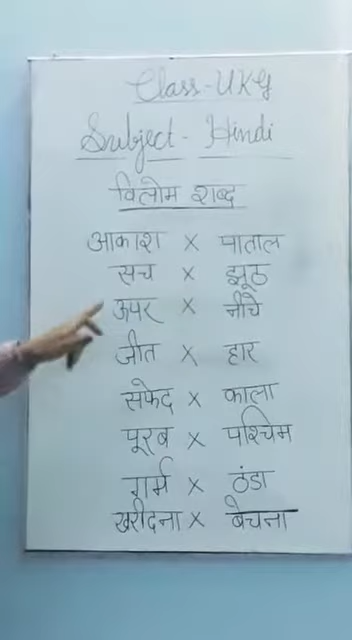 Class-UKG
Subject - Hindi
विलोम शब्द
आकाश x पाताल
सच x झूठ
ऊपर x नीचे
जीत x हार
सफेद x काला
पूरब x पश्चिम
गर्म x ठंडा
खरीदना x बेचना